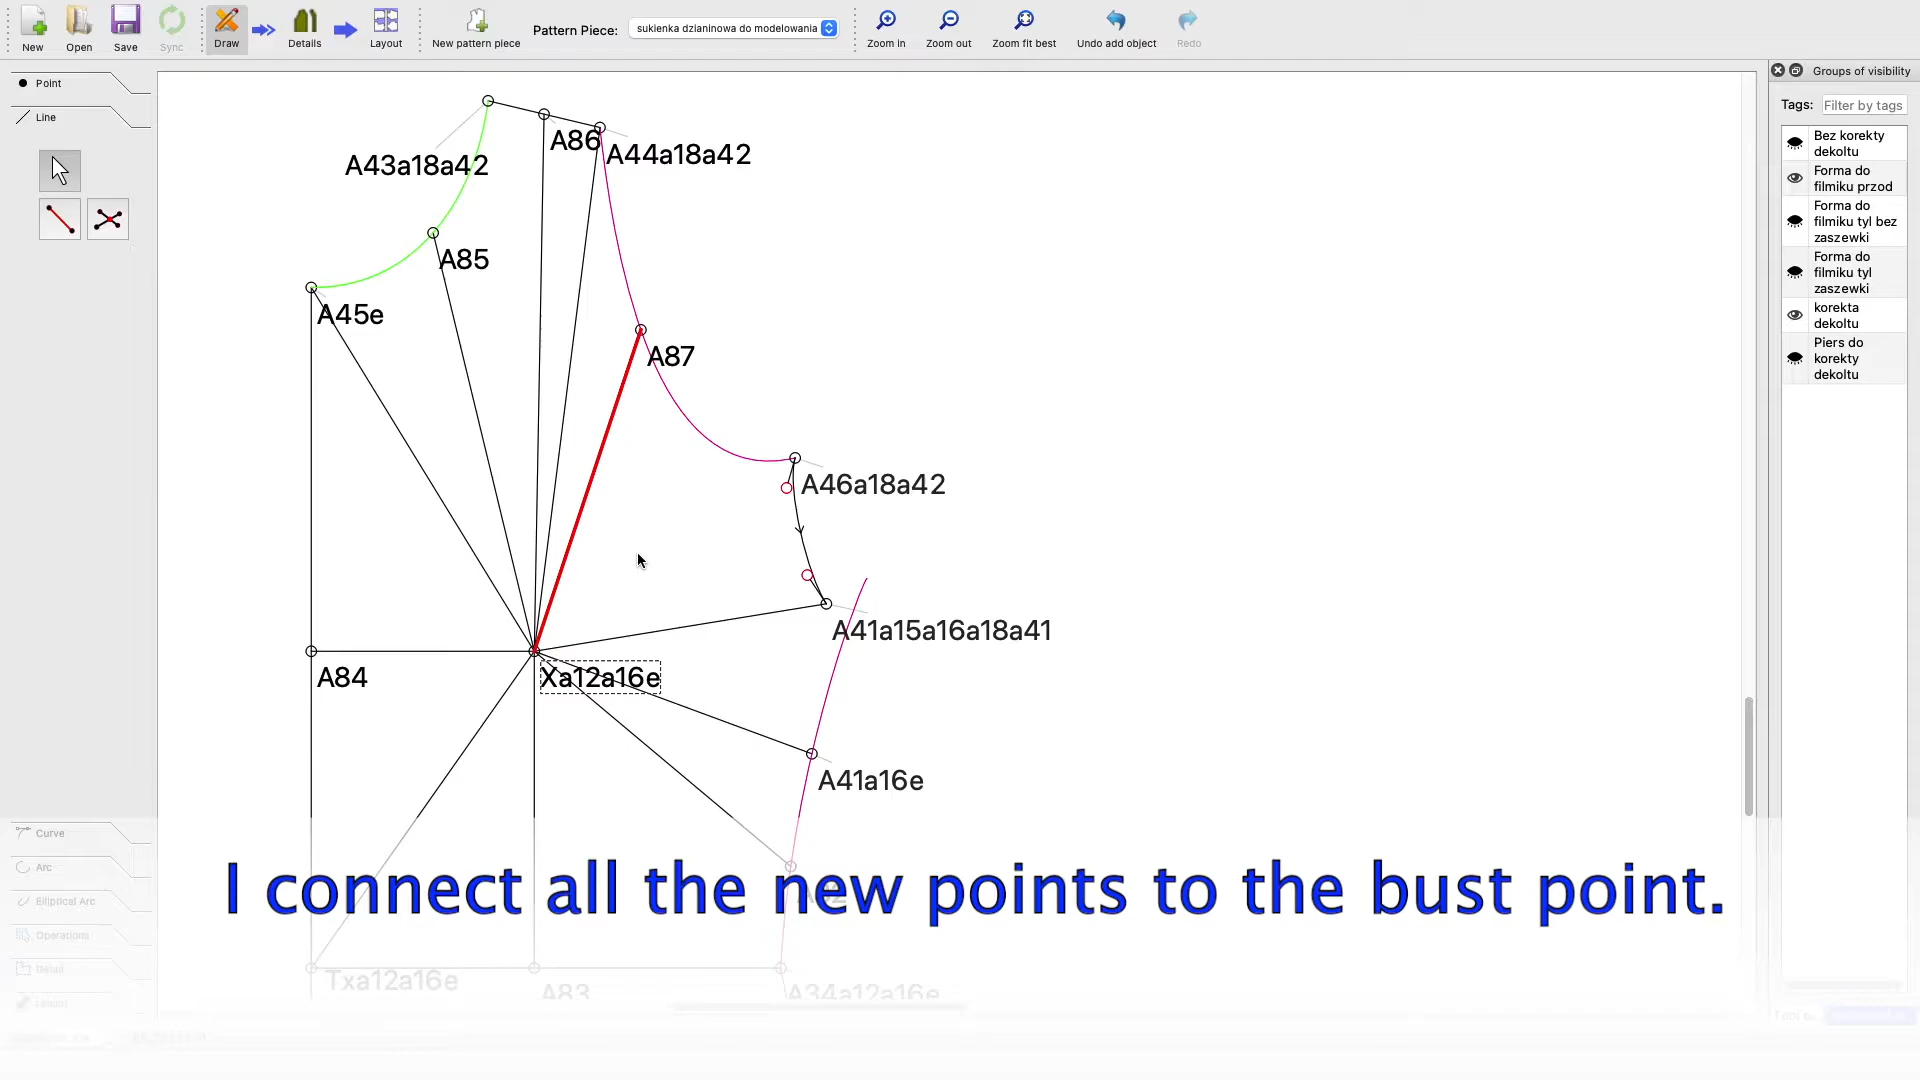 New
Open
Save
Sync
Draw
Details
Layout
New pattern piece
Pattern Piece:
sukienka dzianinowa do modelowania
Zoom in
Zoom out
Zoom fit best
Undo add object
Redo
Point
Line
Groups of visibility
Tags:
Filter by tags
Bez korekty
dekoltu
Forma do
filmiku przod
Forma do
filmiku tyl bez
zaszewki
Forma do
filmiku tyl
zaszewki
korekta
dekoltu
Piers do
korekty
dekoltu
A86
A44a18a42
A43a18a42
A85
A45e
A87
A46a18a42
A41a15a16a18a41
A84
Xa12a16e
A41a16e
Curve
Arc
Elliptical Arc
Operations
Detail
Layout
I connect all the new points to the bust point.
Txa12a16e
A83
A34a12a16e